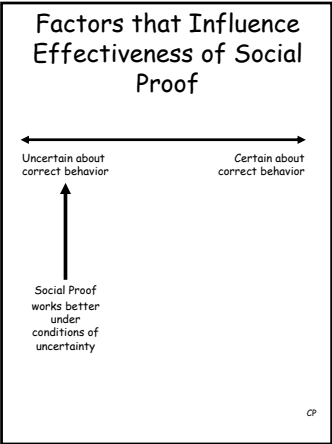 Factors that Influence
Effectiveness of Social
Proof
Uncertain about
correct behavior
Certain about
correct behavior
Social Proof
works better
under
conditions of
uncertainty
CP